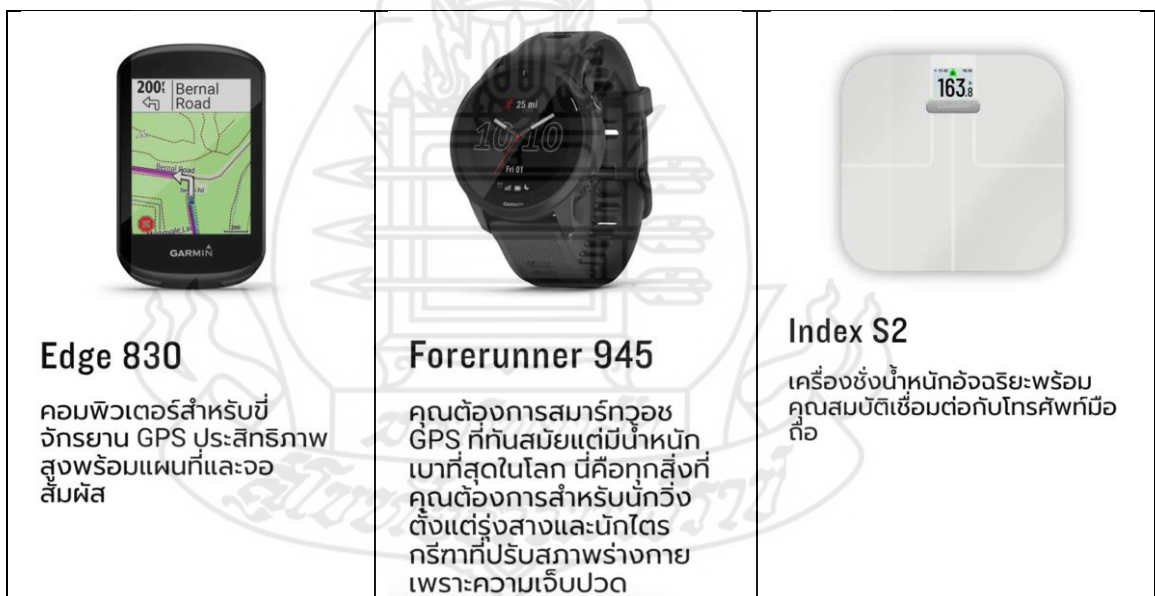 200ft
Bernal
Road
Bernal Road
GARMIN
Edge 830
คอมพิวเตอร์สำหรับขี่
จักรยาน GPS ประสิทธิภาพ
สูงพร้อมแผนที่และจอ
สัมผัส
25 mi
10 10
Fri 01
GARMIN
Forerunner 945
คุณต้องการสมาร์ทวอช
GPS ที่ทันสมัยแต่มีน้ำหนัก
เบาที่สุดในโลก นี่คือทุกสิ่งที่
คุณต้องการสำหรับนักวิ่ง
ตั้งแต่รุ่งสางและนักไตร
กรีฑาที่ปรับสภาพร่างกาย
เพราะความเจ็บปวด
163.8
Index S2
เครื่องชั่งน้ำหนักอัจฉริยะพร้อม
คุณสมบัติเชื่อมต่อกับโทรศัพท์มือ
ถือ